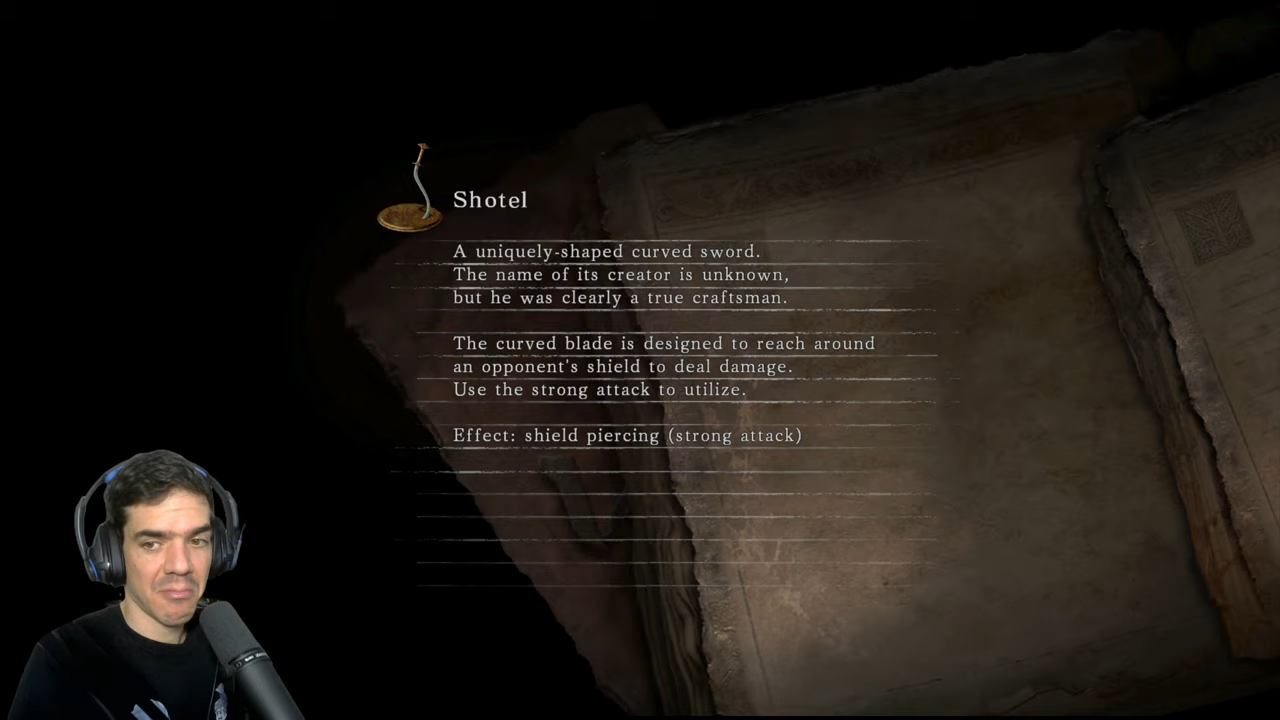 Shotel
A uniquely-shaped curved sword.
The name of its creator is unknown,
but he was clearly a true craftsman.
The curved blade is designed to reach around
an opponent's shield to deal damage.
Use the strong attack to utilize.
Effect: shield piercing (strong attack)